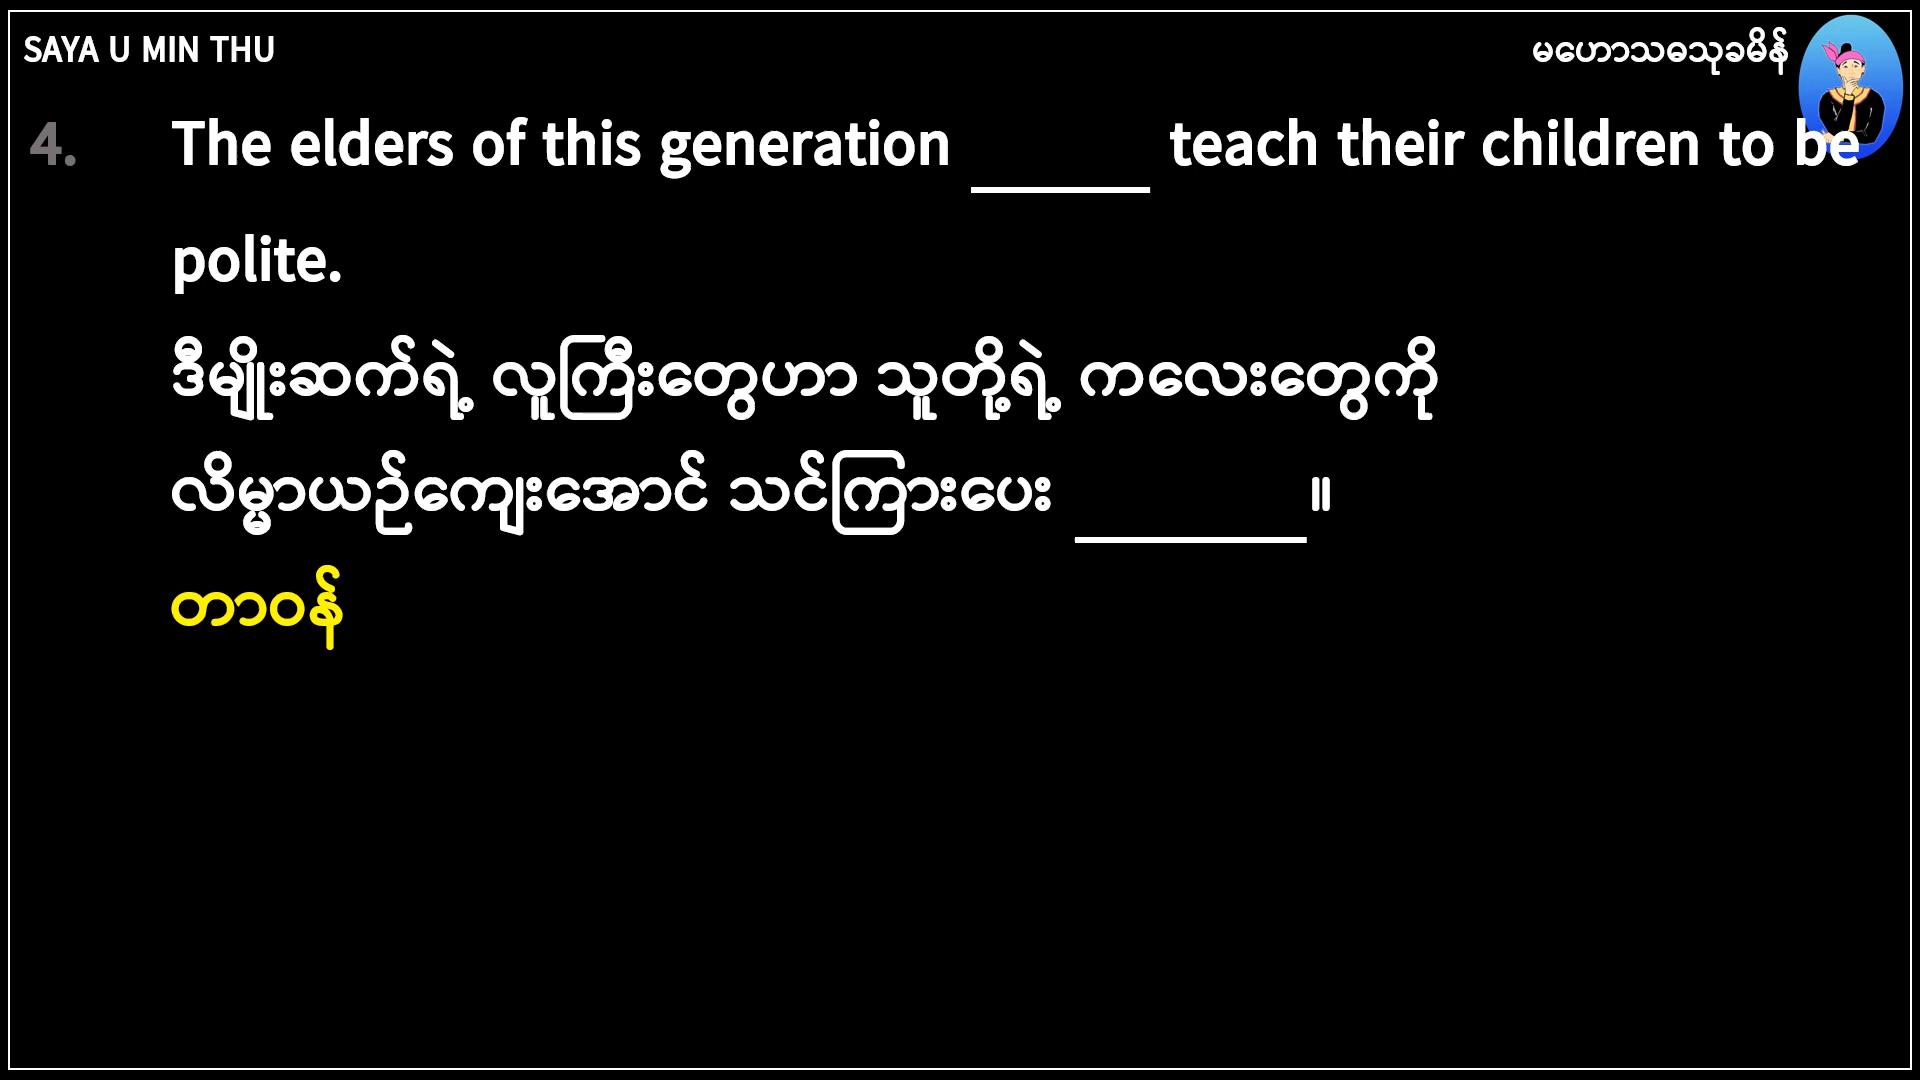 SAYA U MIN THU
မဟောသဓသုခမိန်
4. The elders of this generation ______ teach their children to be
polite.
ဒီမျိုးဆက်ရဲ့ လူကြီးတွေဟာ သူတို့ရဲ့ ကလေးတွေကို
လိမ္မာယဉ်ကျေးအောင် သင်ကြားပေး ________။
တာဝန်